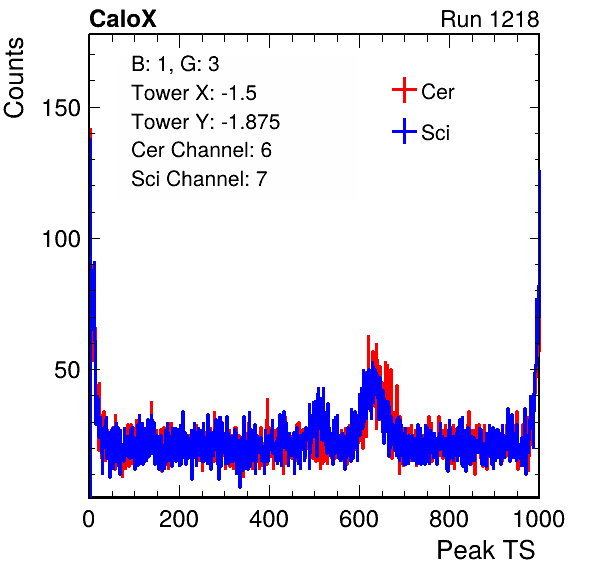 CaloX Run 1218
Counts
B: 1, G: 3
Tower X: -1.5
Tower Y: -1.875
Cer Channel: 6
Sci Channel: 7
Cer
Sci
150
100
50
0 200 400 600 800 1000
Peak TS